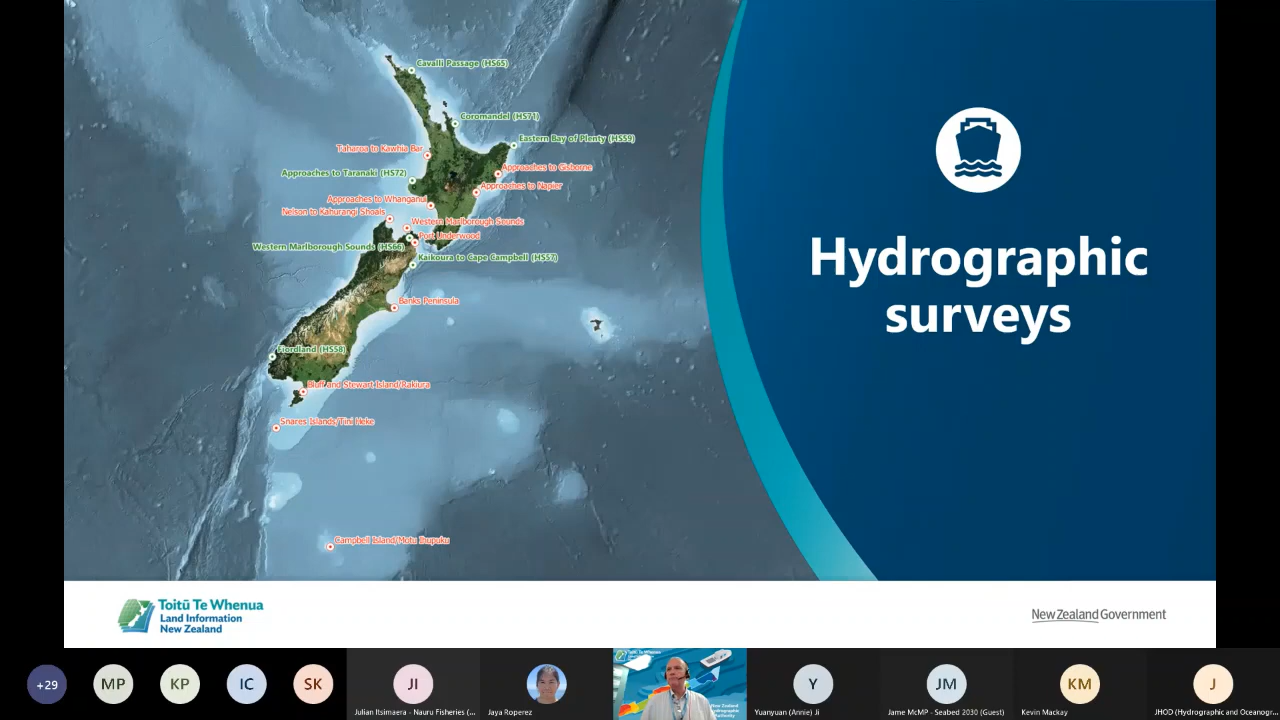 Cavalli Passage (HS65)
Coromandel (HS71)
Eastern Bay of Plenty (HS59)
Taharoa to Kawhia Bar
Approaches to Gisborne
Approaches to Taranaki (HS72)
Approaches to Napier
Approaches to Whanganui
Nelson to Kahurangi Shoals
Western Marlborough Sounds
Port Underwood
Western Marlborough Sounds (HS66)
Kaikoura to Cape Campbell (HS57)
Banks Peninsula
Fiordland (HS58)
Bluff and Stewart Island/Rakiura
Snares Islands/Tini Heke
Campbell Island/Motu Ihupuku
Hydrographic
surveys
Toitū Te Whenua
Land Information
New Zealand
New Zealand Government
+29
MP
KP
IC
SK
JI
Y
JM
KM
J
Julian Itsimaera - Nauru Fisheries (...
Jaya Roperez
Yuanyuan (Annie) Ji
Jame McMP - Seabed 2030 (Guest)
Kevin Mackay
JHOD (Hydrographic and Oceanogr...